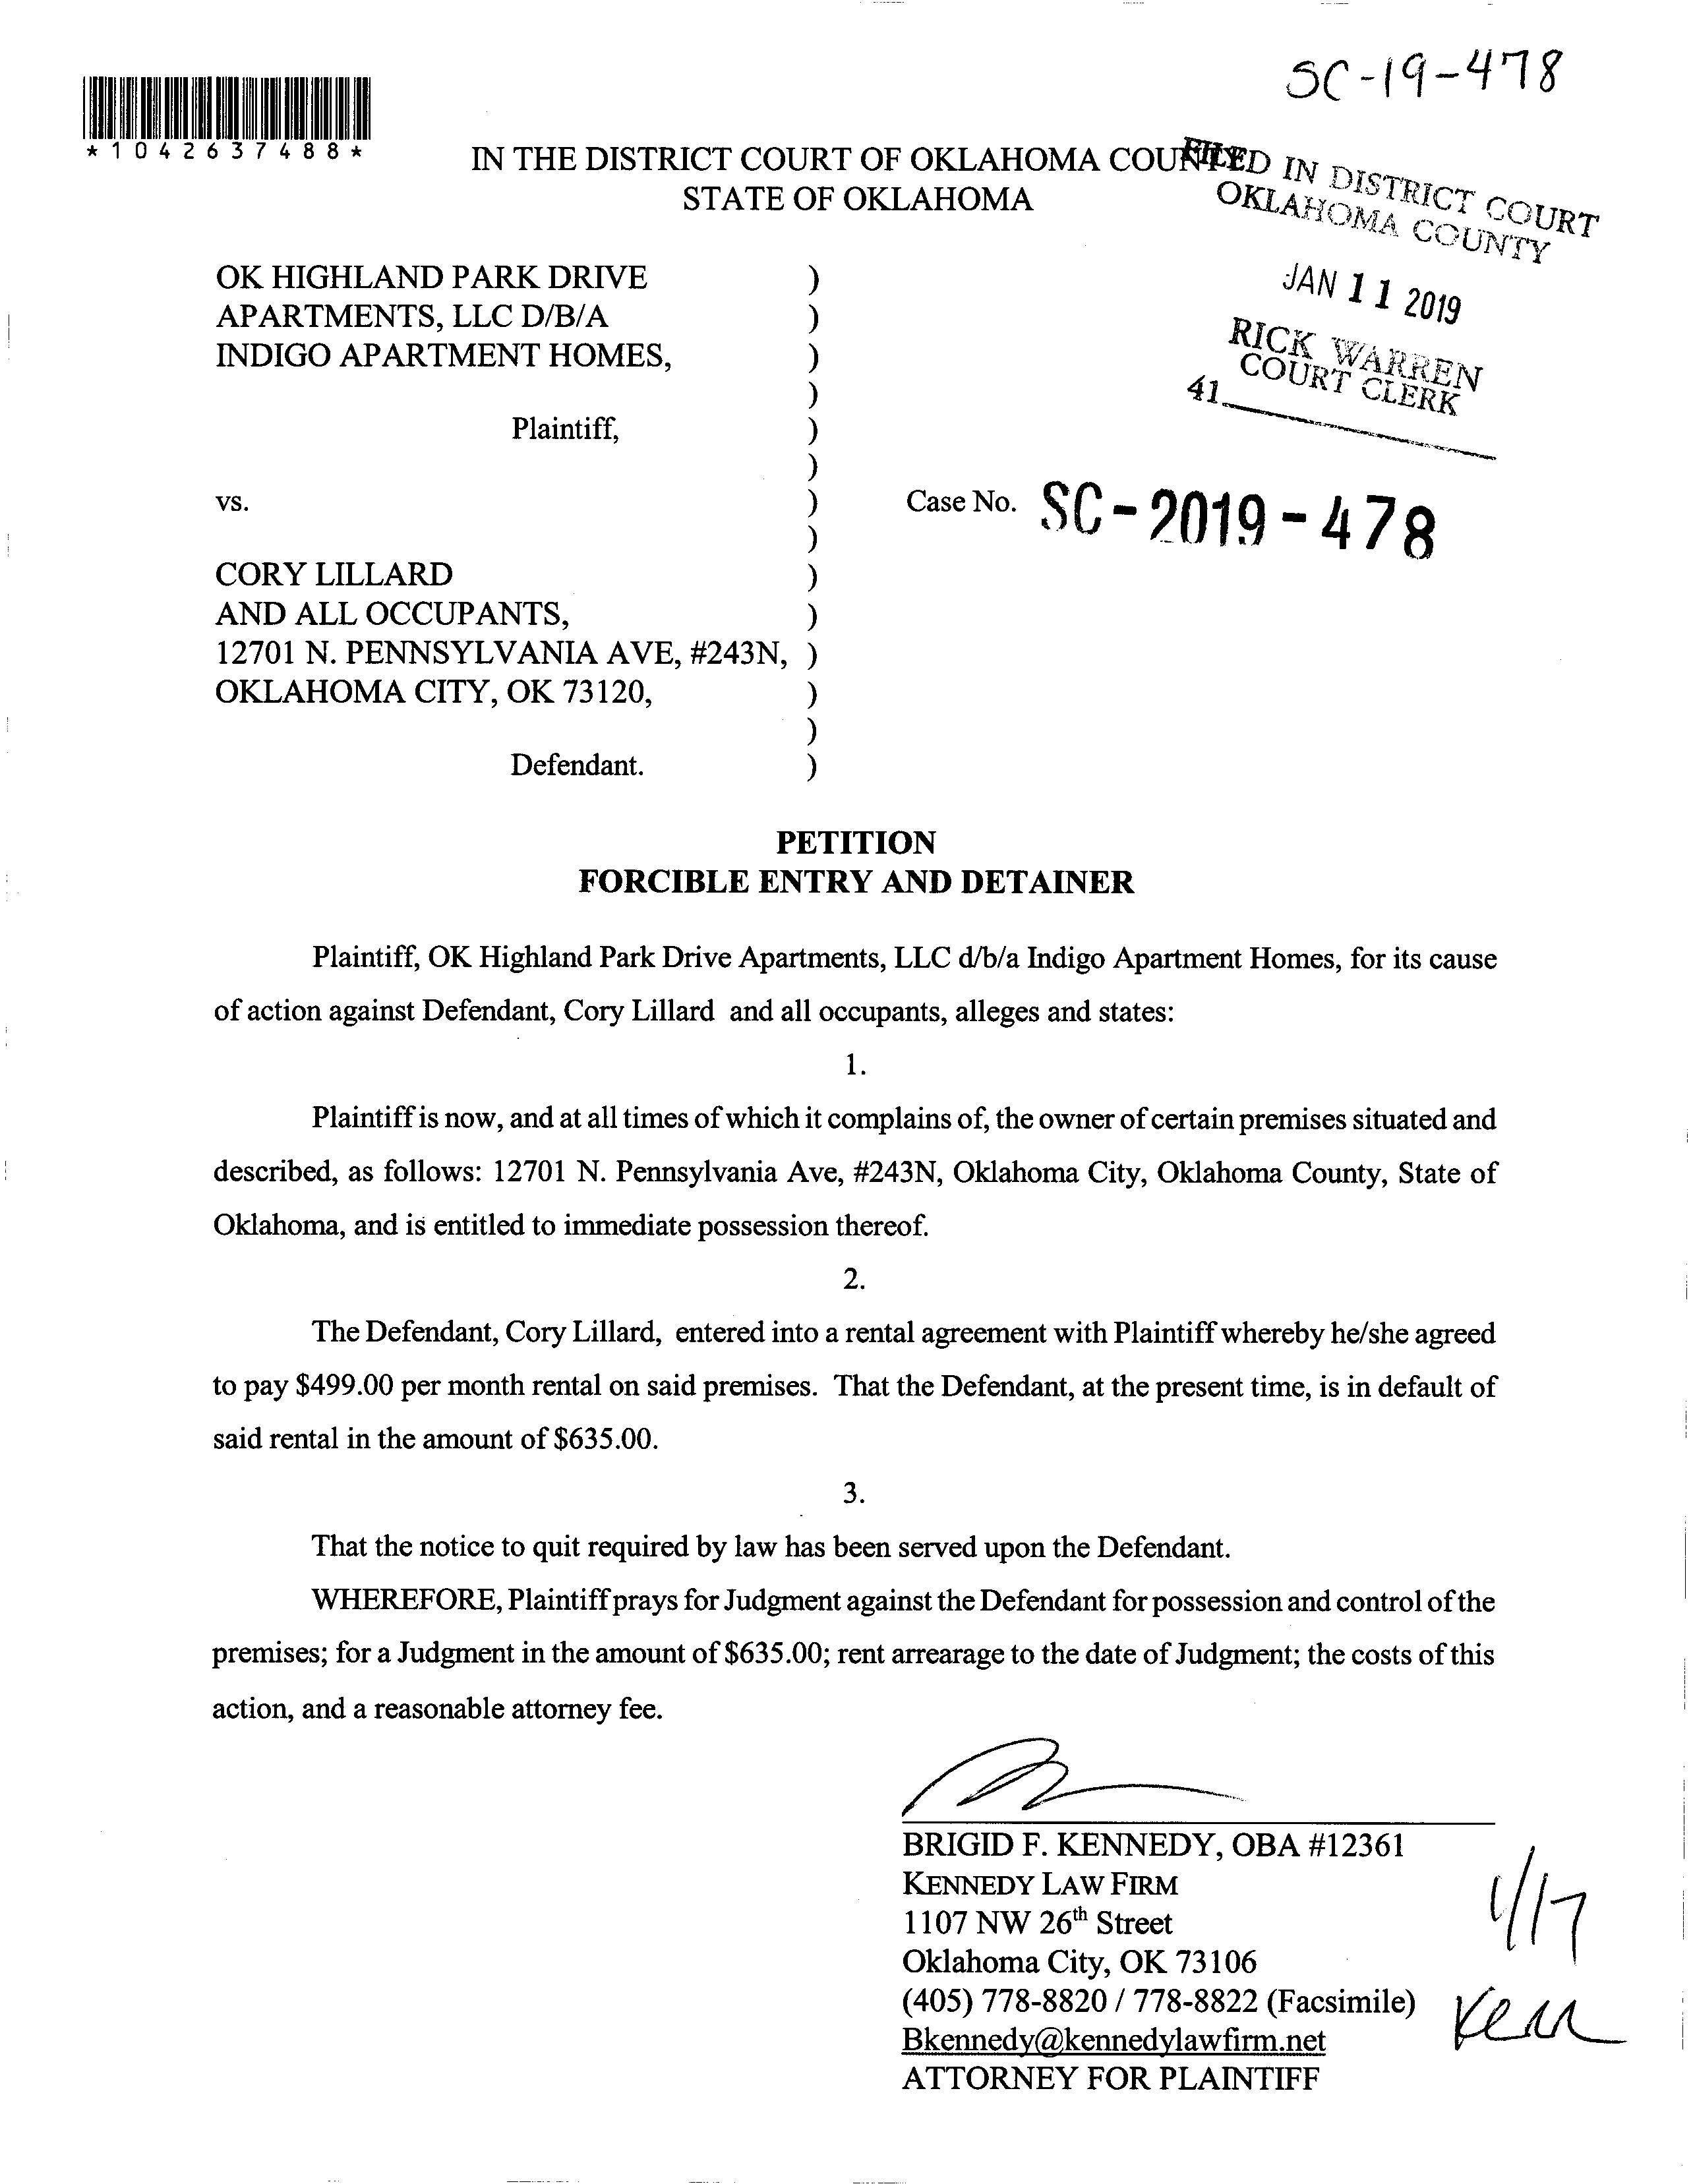 SC-19-478
*1042637488*
IN THE DISTRICT COURT OF OKLAHOMA COUNTY
STATE OF OKLAHOMA
FILED IN DISTRICT COURT
OKLAHOMA COUNTY
JAN 11 2019
RICK WARREN
COURT CLERK
41
OK HIGHLAND PARK DRIVE )
APARTMENTS, LLC D/B/A )
INDIGO APARTMENT HOMES, )
)
Plaintiff, )
)
vs. ) Case No. SC-2019-478
)
CORY LILLARD )
AND ALL OCCUPANTS, )
12701 N. PENNSYLVANIA AVE, #243N, )
OKLAHOMA CITY, OK 73120, )
)
Defendant. )
PETITION
FORCIBLE ENTRY AND DETAINER
Plaintiff, OK Highland Park Drive Apartments, LLC d/b/a Indigo Apartment Homes, for its cause
of action against Defendant, Cory Lillard and all occupants, alleges and states:
1.
Plaintiff is now, and at all times of which it complains of, the owner of certain premises situated and
described, as follows: 12701 N. Pennsylvania Ave, #243N, Oklahoma City, Oklahoma County, State of
Oklahoma, and is entitled to immediate possession thereof.
2.
The Defendant, Cory Lillard, entered into a rental agreement with Plaintiff whereby he/she agreed
to pay $499.00 per month rental on said premises. That the Defendant, at the present time, is in default of
said rental in the amount of $635.00.
3.
That the notice to quit required by law has been served upon the Defendant.
WHEREFORE, Plaintiff prays for Judgment against the Defendant for possession and control of the
premises; for a Judgment in the amount of $635.00; rent arrearage to the date of Judgment; the costs of this
action, and a reasonable attorney fee.
BRIGID F. KENNEDY, OBA #12361
KENNEDY LAW FIRM
1107 NW 26th Street
Oklahoma City, OK 73106
(405) 778-8820 / 778-8822 (Facsimile)
Bkennedy@kennedylawfirm.net
ATTORNEY FOR PLAINTIFF
1/17